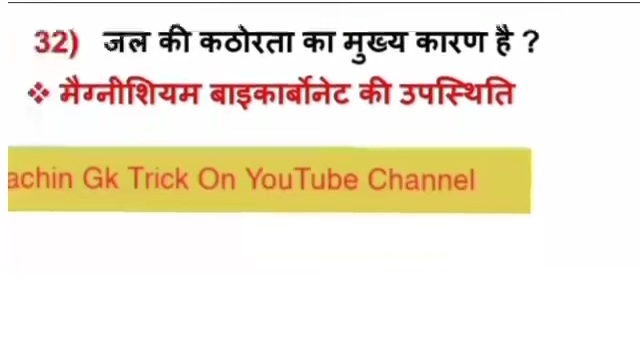 32) जल की कठोरता का मुख्य कारण है ?
❖ मैग्नीशियम बाइकार्बोनेट की उपस्थिति
achin Gk Trick On YouTube Channel